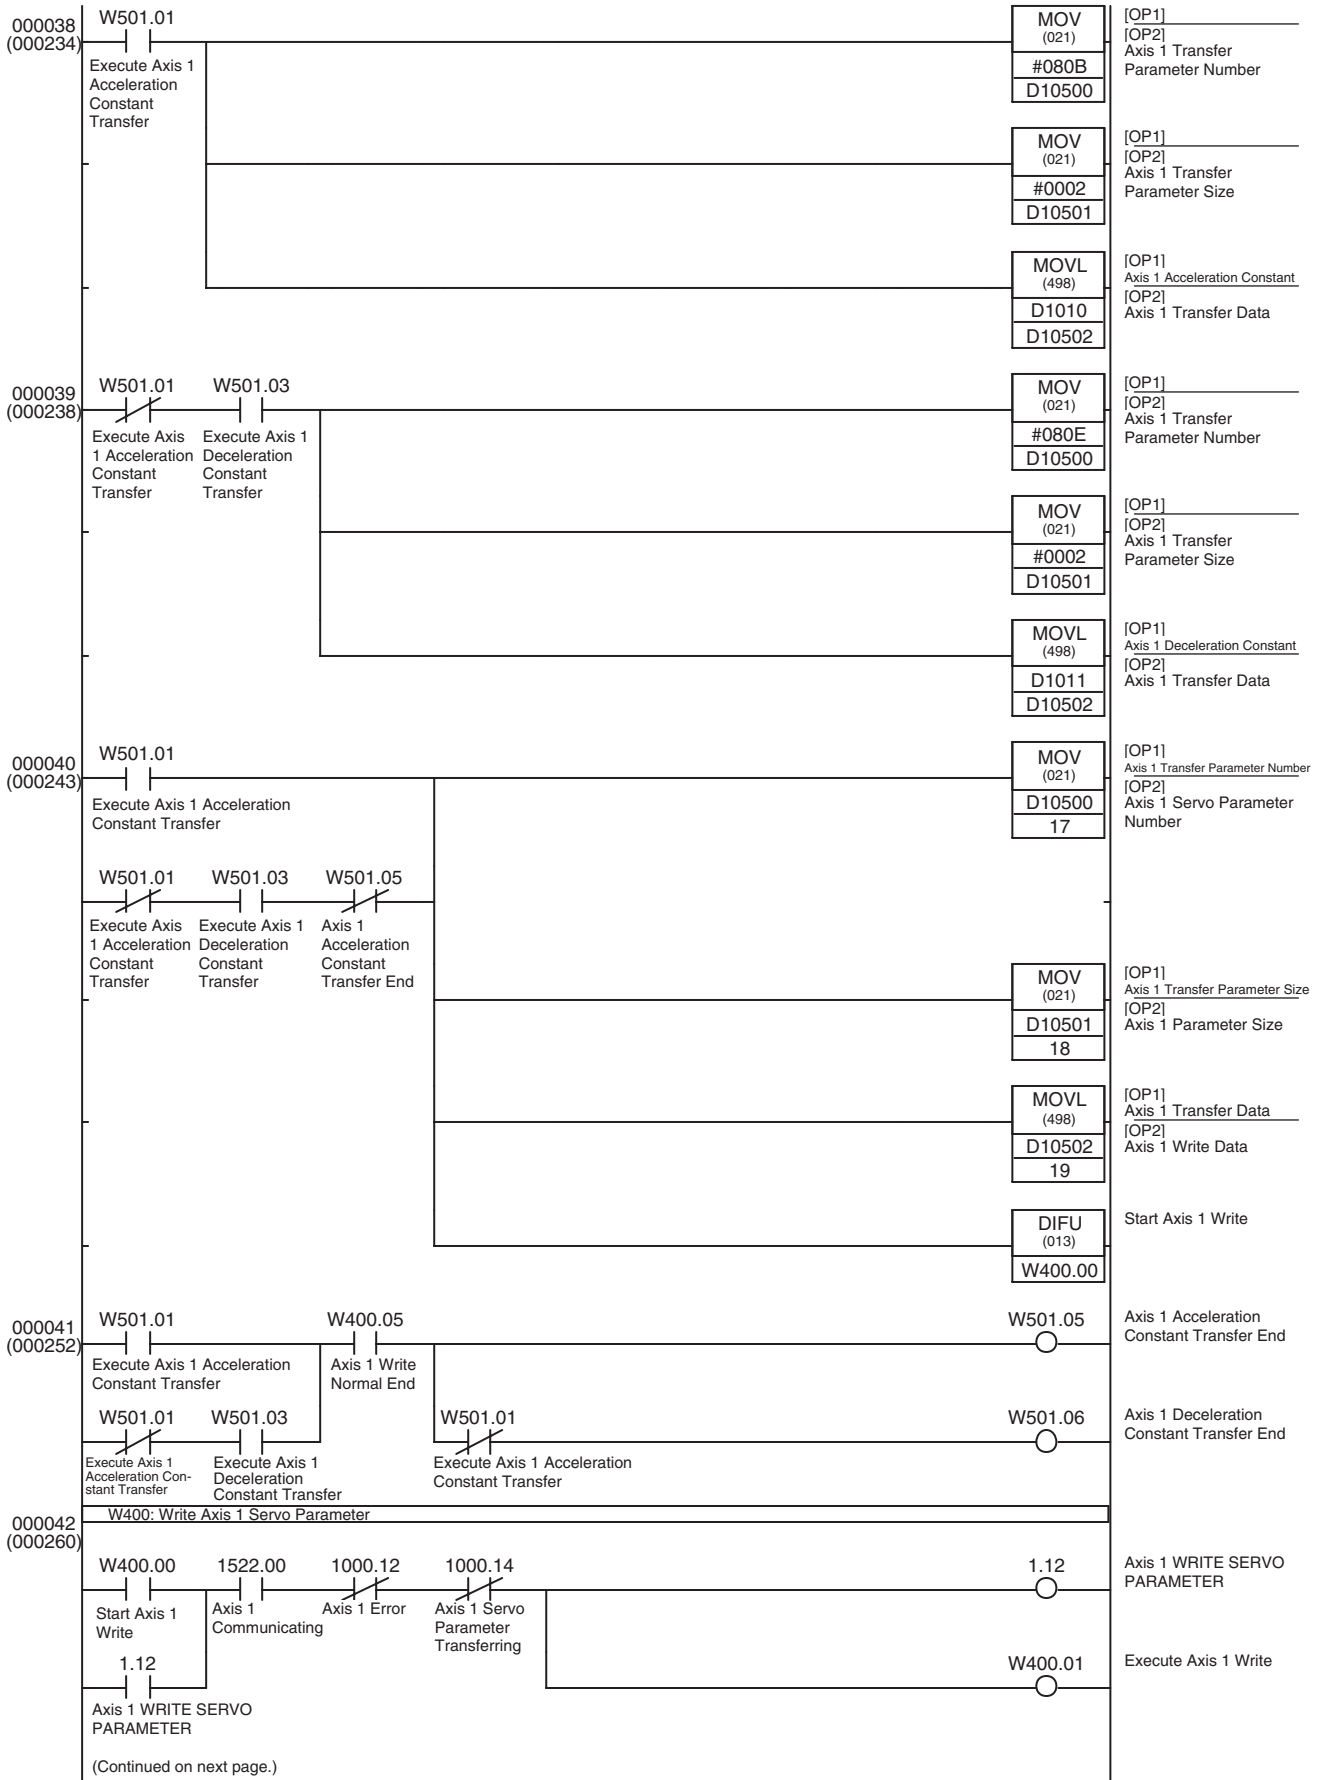 000038
(000234)
W501.01
Execute Axis 1
Acceleration
Constant
Transfer
MOV
(021)
#080B
D10500
[OP1]
[OP2]
Axis 1 Transfer
Parameter Number
MOV
(021)
#0002
D10501
[OP1]
[OP2]
Axis 1 Transfer
Parameter Size
MOVL
(498)
D1010
D10502
[OP1]
Axis 1 Acceleration Constant
[OP2]
Axis 1 Transfer Data
000039
(000238)
W501.01
Execute Axis
1 Acceleration
Constant
Transfer
W501.03
Execute Axis 1
Deceleration
Constant
Transfer
MOV
(021)
#080E
D10500
[OP1]
[OP2]
Axis 1 Transfer
Parameter Number
MOV
(021)
#0002
D10501
[OP1]
[OP2]
Axis 1 Transfer
Parameter Size
MOVL
(498)
D1011
D10502
[OP1]
Axis 1 Deceleration Constant
[OP2]
Axis 1 Transfer Data
000040
(000243)
W501.01
Execute Axis 1 Acceleration
Constant Transfer
MOV
(021)
D10500
17
[OP1]
Axis 1 Transfer Parameter Number
[OP2]
Axis 1 Servo Parameter
Number
W501.01
Execute Axis
1 Acceleration
Constant
Transfer
W501.03
Execute Axis 1
Deceleration
Constant
Transfer
W501.05
Axis 1
Acceleration
Constant
Transfer End
MOV
(021)
D10501
18
[OP1]
Axis 1 Transfer Parameter Size
[OP2]
Axis 1 Parameter Size
MOVL
(498)
D10502
19
[OP1]
Axis 1 Transfer Data
[OP2]
Axis 1 Write Data
DIFU
(013)
W400.00
Start Axis 1 Write
000041
(000252)
W501.01
Execute Axis 1 Acceleration
Constant Transfer
W400.05
Axis 1 Write
Normal End
W501.05
Axis 1 Acceleration
Constant Transfer End
W501.01
Execute Axis 1
Acceleration Con-
stant Transfer
W501.03
Execute Axis 1
Deceleration
Constant Transfer
W501.01
Execute Axis 1 Acceleration
Constant Transfer
W501.06
Axis 1 Deceleration
Constant Transfer End
000042
(000260)
W400: Write Axis 1 Servo Parameter
W400.00
Start Axis 1
Write
1522.00
Axis 1
Communicating
1000.12
Axis 1 Error
1000.14
Axis 1 Servo
Parameter
Transferring
1.12
Axis 1 WRITE SERVO
PARAMETER
1.12
Axis 1 WRITE SERVO
PARAMETER
W400.01
Execute Axis 1 Write
(Continued on next page.)